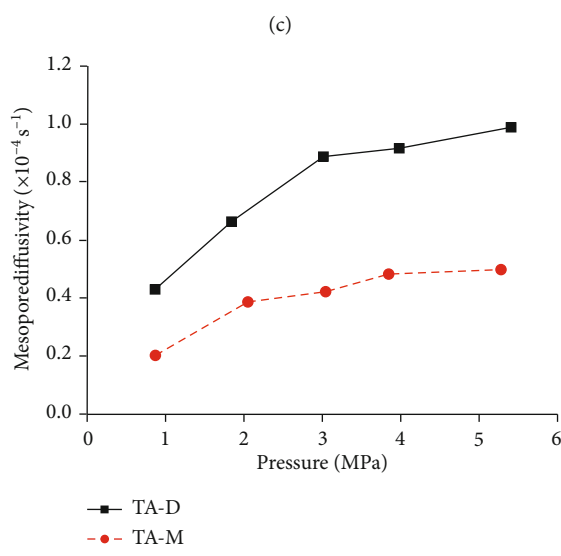 (c)
Mesoporediffusivity (×10⁻⁴ s⁻¹)
1.2
1.0
0.8
0.6
0.4
0.2
0.0
0 1 2 3 4 5 6
Pressure (MPa)
TA-D
TA-M